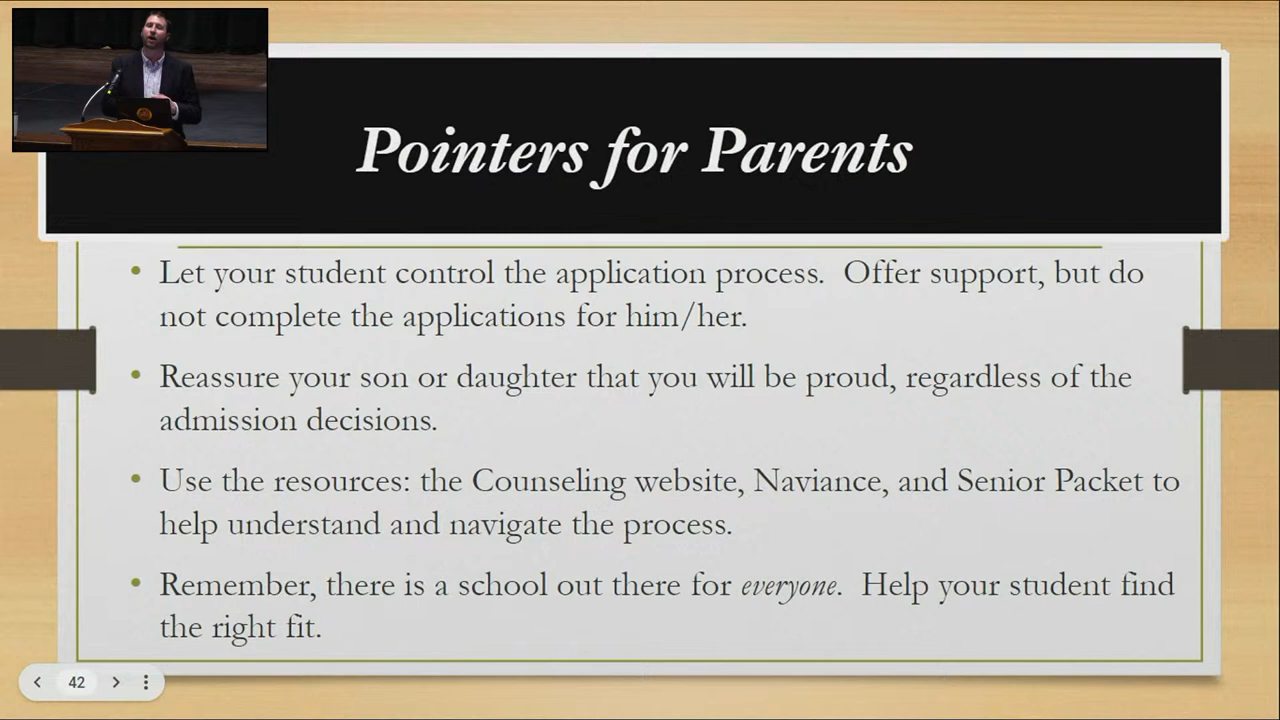 Pointers for Parents
• Let your student control the application process.  Offer support, but do
not complete the applications for him/her.
• Reassure your son or daughter that you will be proud, regardless of the
admission decisions.
• Use the resources: the Counseling website, Naviance, and Senior Packet to
help understand and navigate the process.
• Remember, there is a school out there for everyone.  Help your student find
the right fit.
42